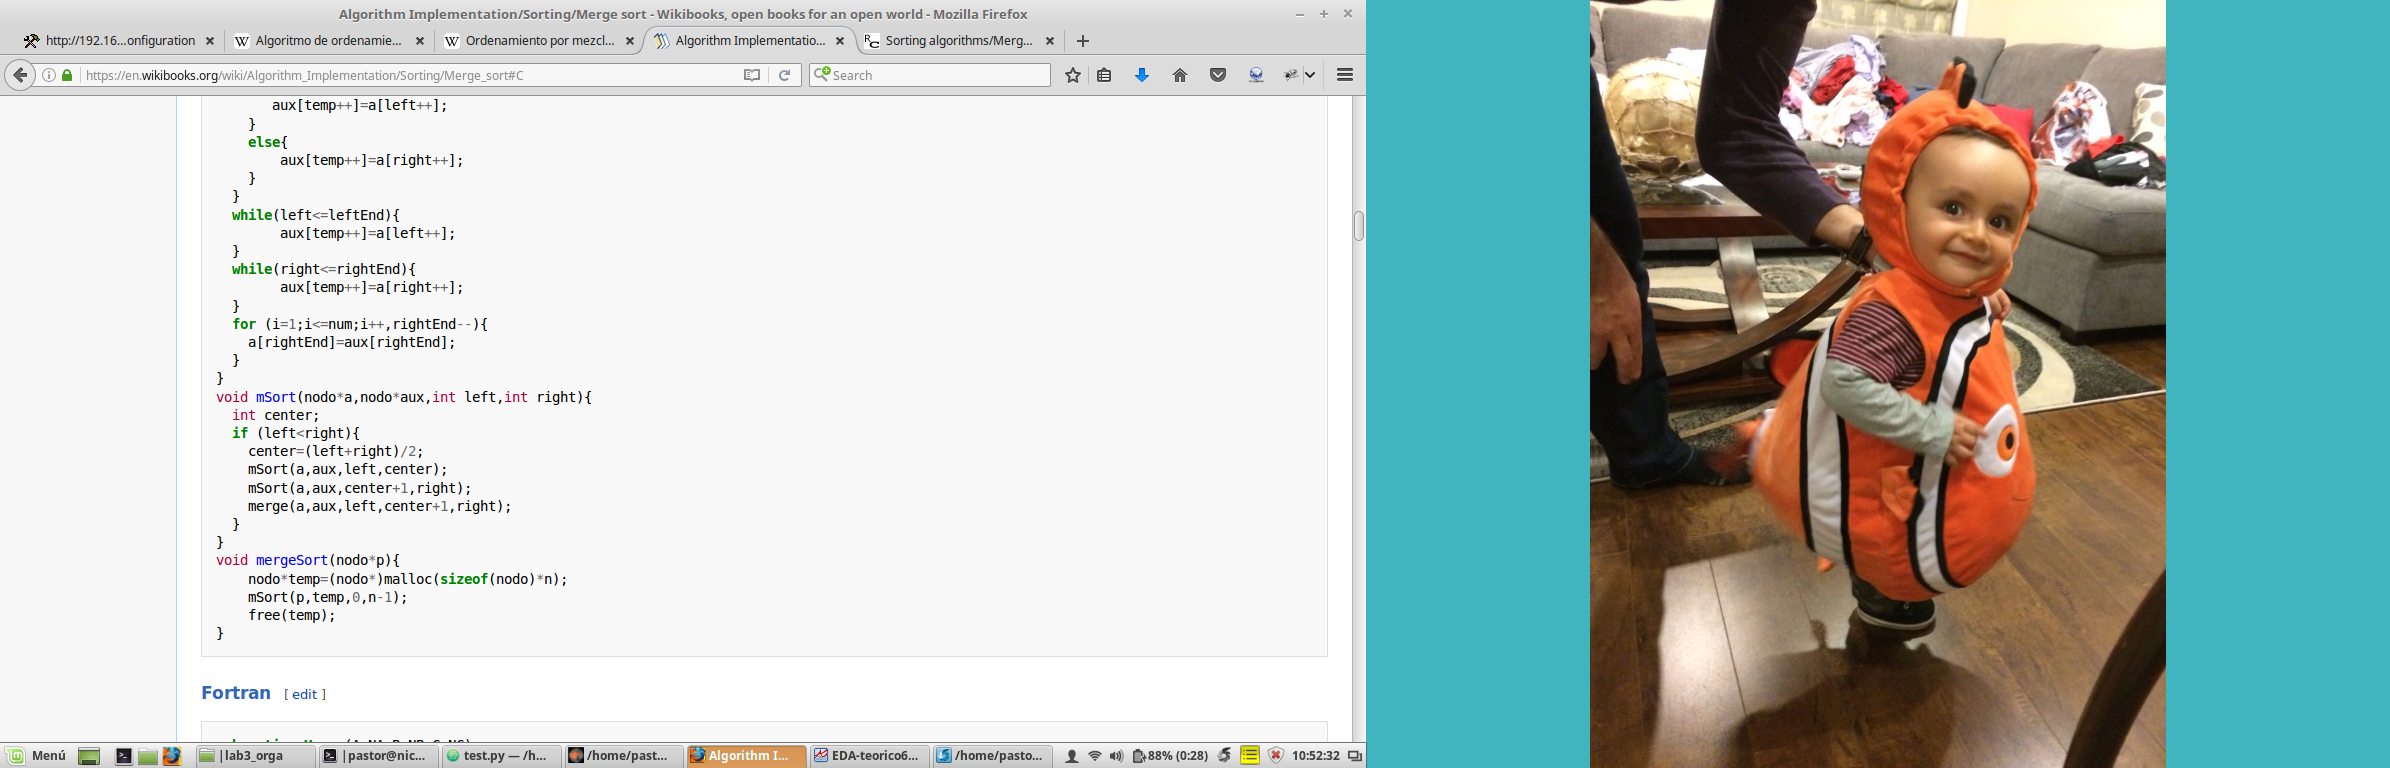 Algorithm Implementation/Sorting/Merge sort - Wikibooks, open books for an open world - Mozilla Firefox
http://192.16...onfiguration
Algoritmo de ordenamie...
Ordenamiento por mezcl...
Algorithm Implementatio...
Sorting algorithms/Merg...
https://en.wikibooks.org/wiki/Algorithm_Implementation/Sorting/Merge_sort#C
Search
aux[temp++]=a[left++];
}
else{
aux[temp++]=a[right++];
}
}
while(left<=leftEnd){
aux[temp++]=a[left++];
}
while(right<=rightEnd){
aux[temp++]=a[right++];
}
for (i=1;i<=num;i++,rightEnd--){
a[rightEnd]=aux[rightEnd];
}
}
void mSort(nodo*a,nodo*aux,int left,int right){
int center;
if (left<right){
center=(left+right)/2;
mSort(a,aux,left,center);
mSort(a,aux,center+1,right);
merge(a,aux,left,center+1,right);
}
}
void mergeSort(nodo*p){
nodo*temp=(nodo*)malloc(sizeof(nodo)*n);
mSort(p,temp,0,n-1);
free(temp);
}
Fortran [ edit ]
Menú
|lab3_orga
|pastor@nic...
test.py — /h...
/home/past...
Algorithm I...
EDA-teorico6...
/home/pasto...
88% (0:28)
10:52:32